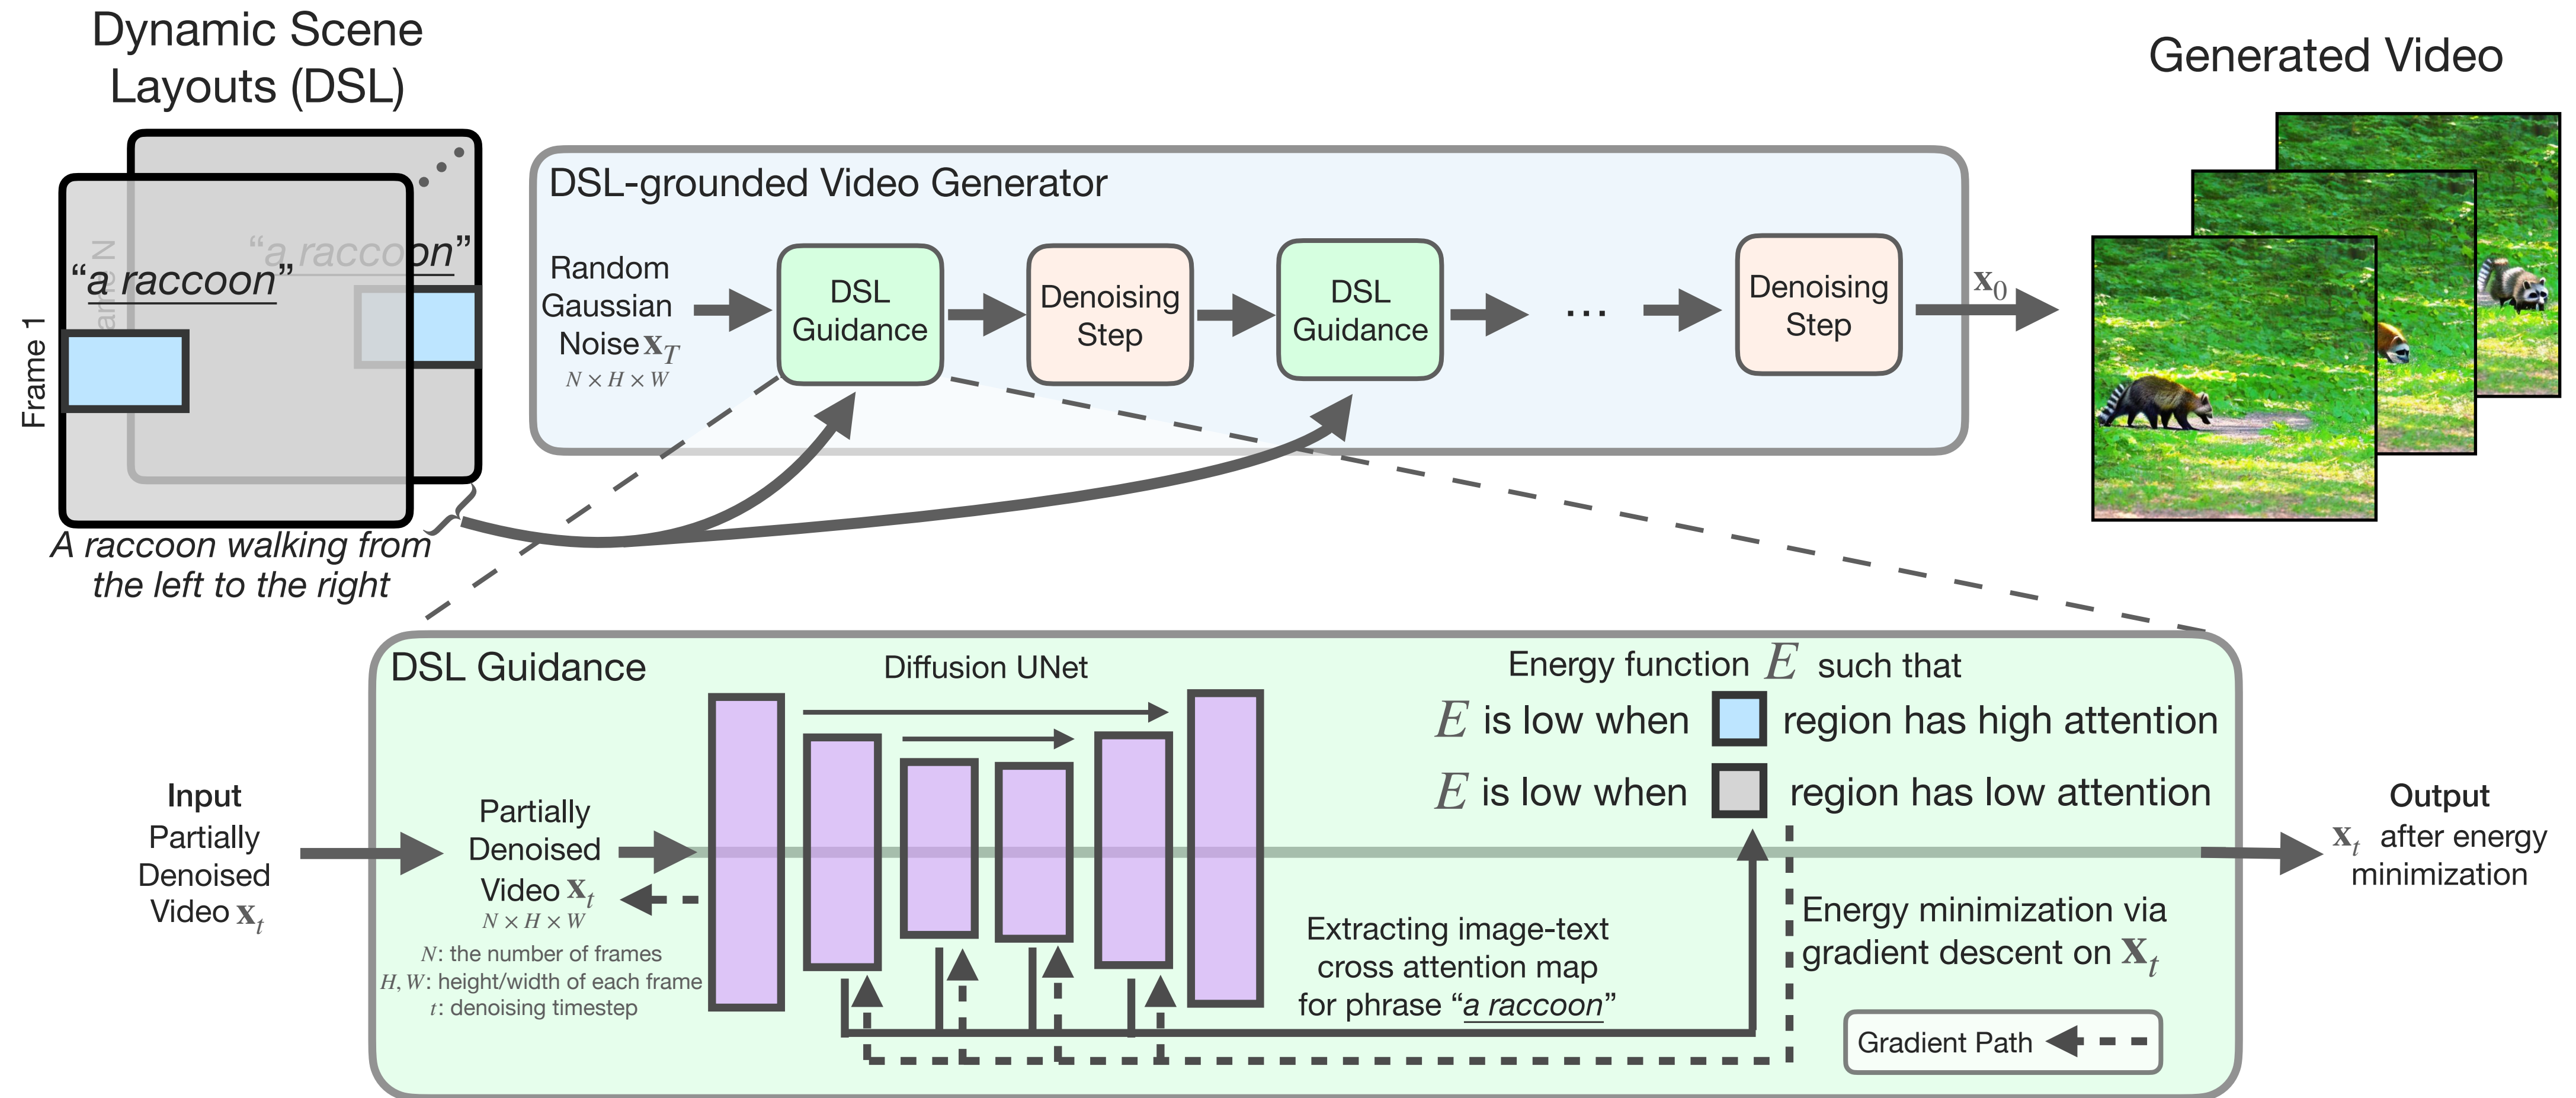 Dynamic Scene
Layouts (DSL)
Generated Video
"a raccoon"
"a raccoon"
Frame 1
ame N
A raccoon walking from
the left to the right
DSL-grounded Video Generator
Random
Gaussian
Noise x_T
N × H × W
DSL
Guidance
Denoising
Step
DSL
Guidance
...
Denoising
Step
x_0
DSL Guidance
Diffusion UNet
Energy function E such that
E is low when region has high attention
E is low when region has low attention
Input
Partially
Denoised
Video x_t
Partially
Denoised
Video x_t
N × H × W
N: the number of frames
H, W: height/width of each frame
t: denoising timestep
Extracting image-text
cross attention map
for phrase "a raccoon"
Energy minimization via
gradient descent on x_t
Gradient Path
Output
x_t after energy
minimization